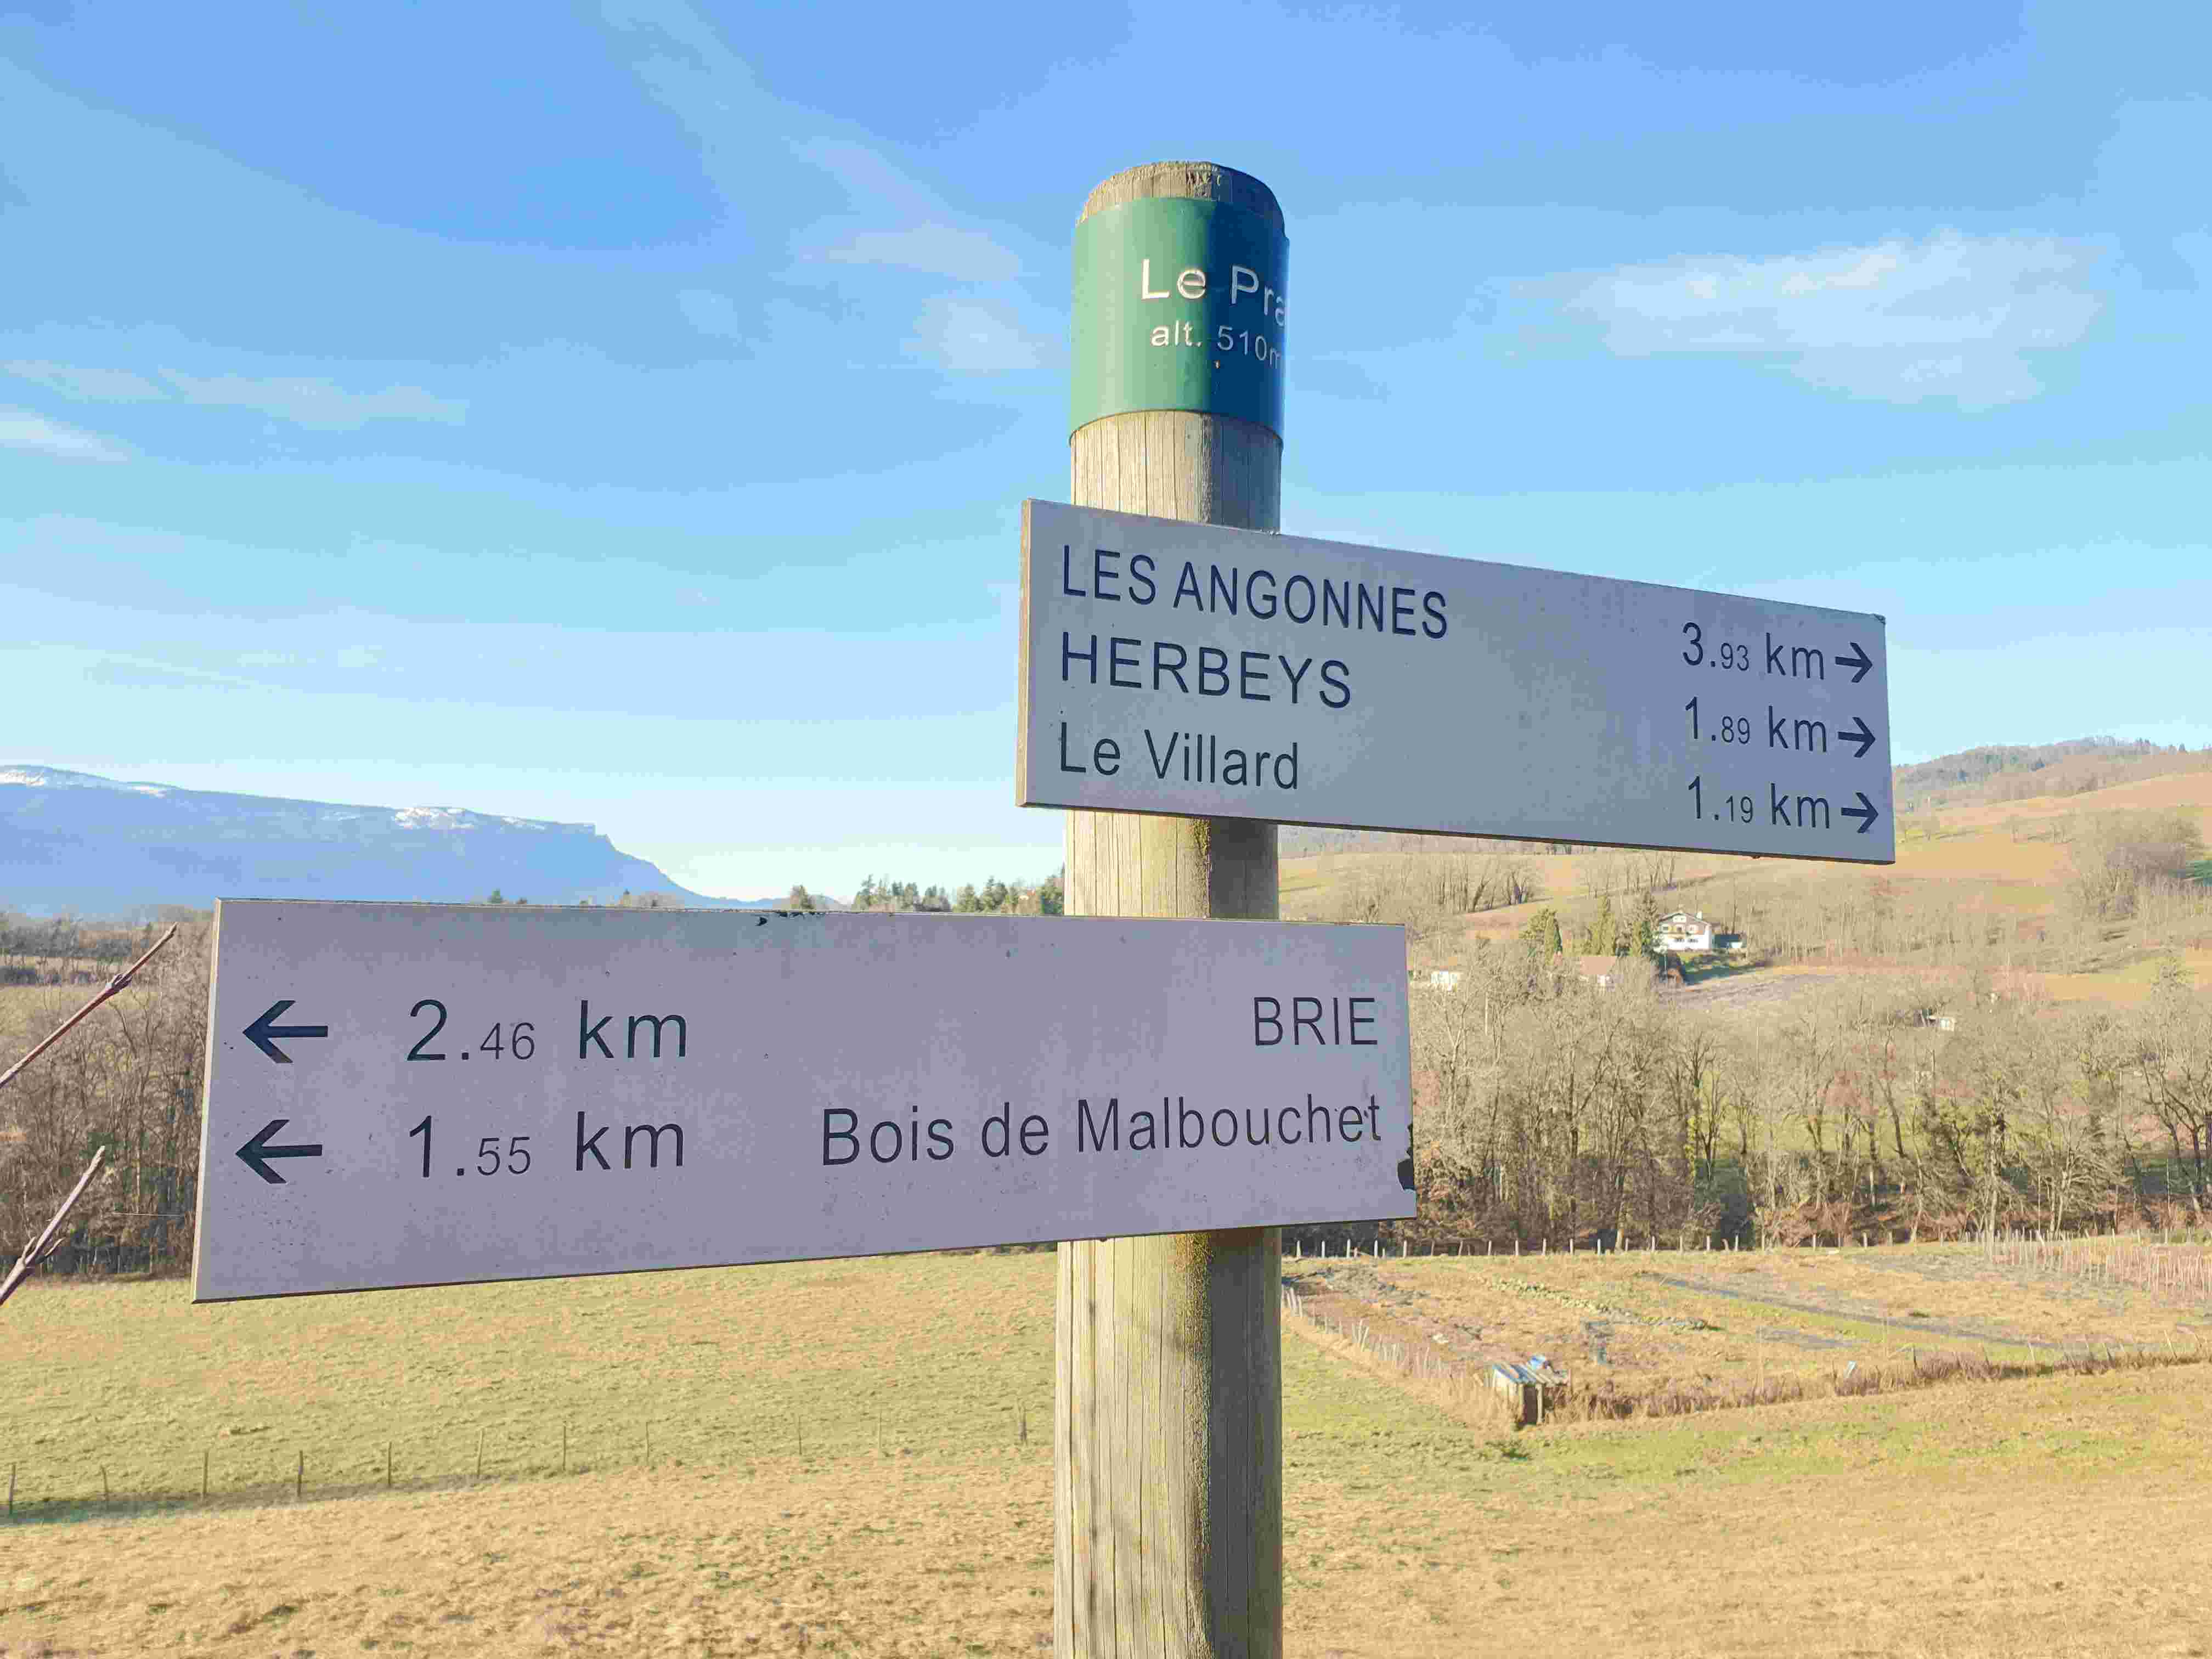 Le
alt. 510m
LES ANGONNES 3.93 km →
HERBEYS 1.89 km →
Le Villard 1.19 km →
← 2.46 km BRIE
← 1.55 km Bois de Malbouchet